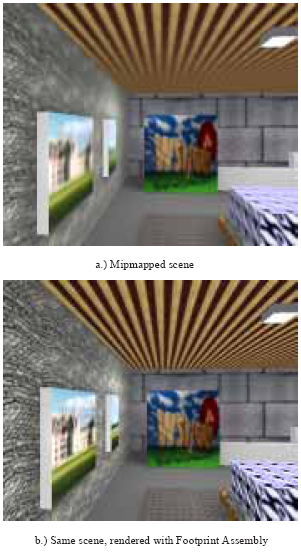 a.) Mipmapped scene
b.) Same scene, rendered with Footprint Assembly